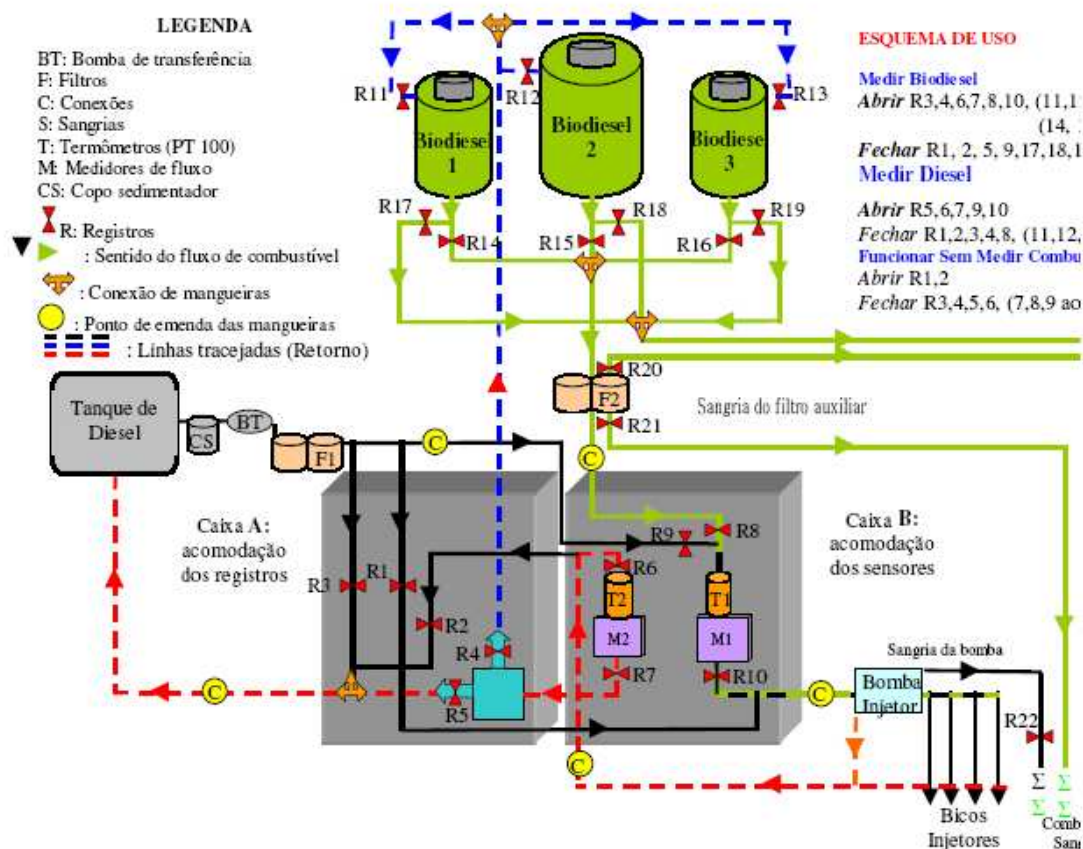 LEGENDA
BT: Bomba de transferência
F: Filtros
C: Conexões
S: Sangrias
T: Termômetros (PT 100)
M: Medidores de fluxo
CS: Copo sedimentador
R: Registros
: Sentido do fluxo de combustível
: Conexão de mangueiras
: Ponto de emenda das mangueiras
: Linhas tracejadas (Retorno)
ESQUEMA DE USO
Medir Biodiesel
Abrir R3,4,6,7,8,10, (11,1
(14,
Fechar R1, 2, 5, 9,17,18,1
Medir Diesel
Abrir R5,6,7,9,10
Fechar R1,2,3,4,8, (11,12,
Funcionar Sem Medir Combu
Abrir R1,2
Fechar R3,4,5,6, (7,8,9 ao
R11
R12
R13
Biodiesel
1
Biodiesel
2
Biodiesel
3
R17
R14
R15
R18
R16
R19
R20
F2
R21
Sangria do filtro auxiliar
Tanque de
Diesel
CS
BT
F1
C
C
Caixa A:
acomodação
dos registros
R3
R1
R2
R4
R5
R9
R8
R6
T2
T1
M2
M1
R7
R10
Caixa B:
acomodação
dos sensores
C
C
C
Sangria da bomba
Bomba
Injetor
R22
Σ Σ
Σ Σ
Bicos
Injetores
Comb
Sang